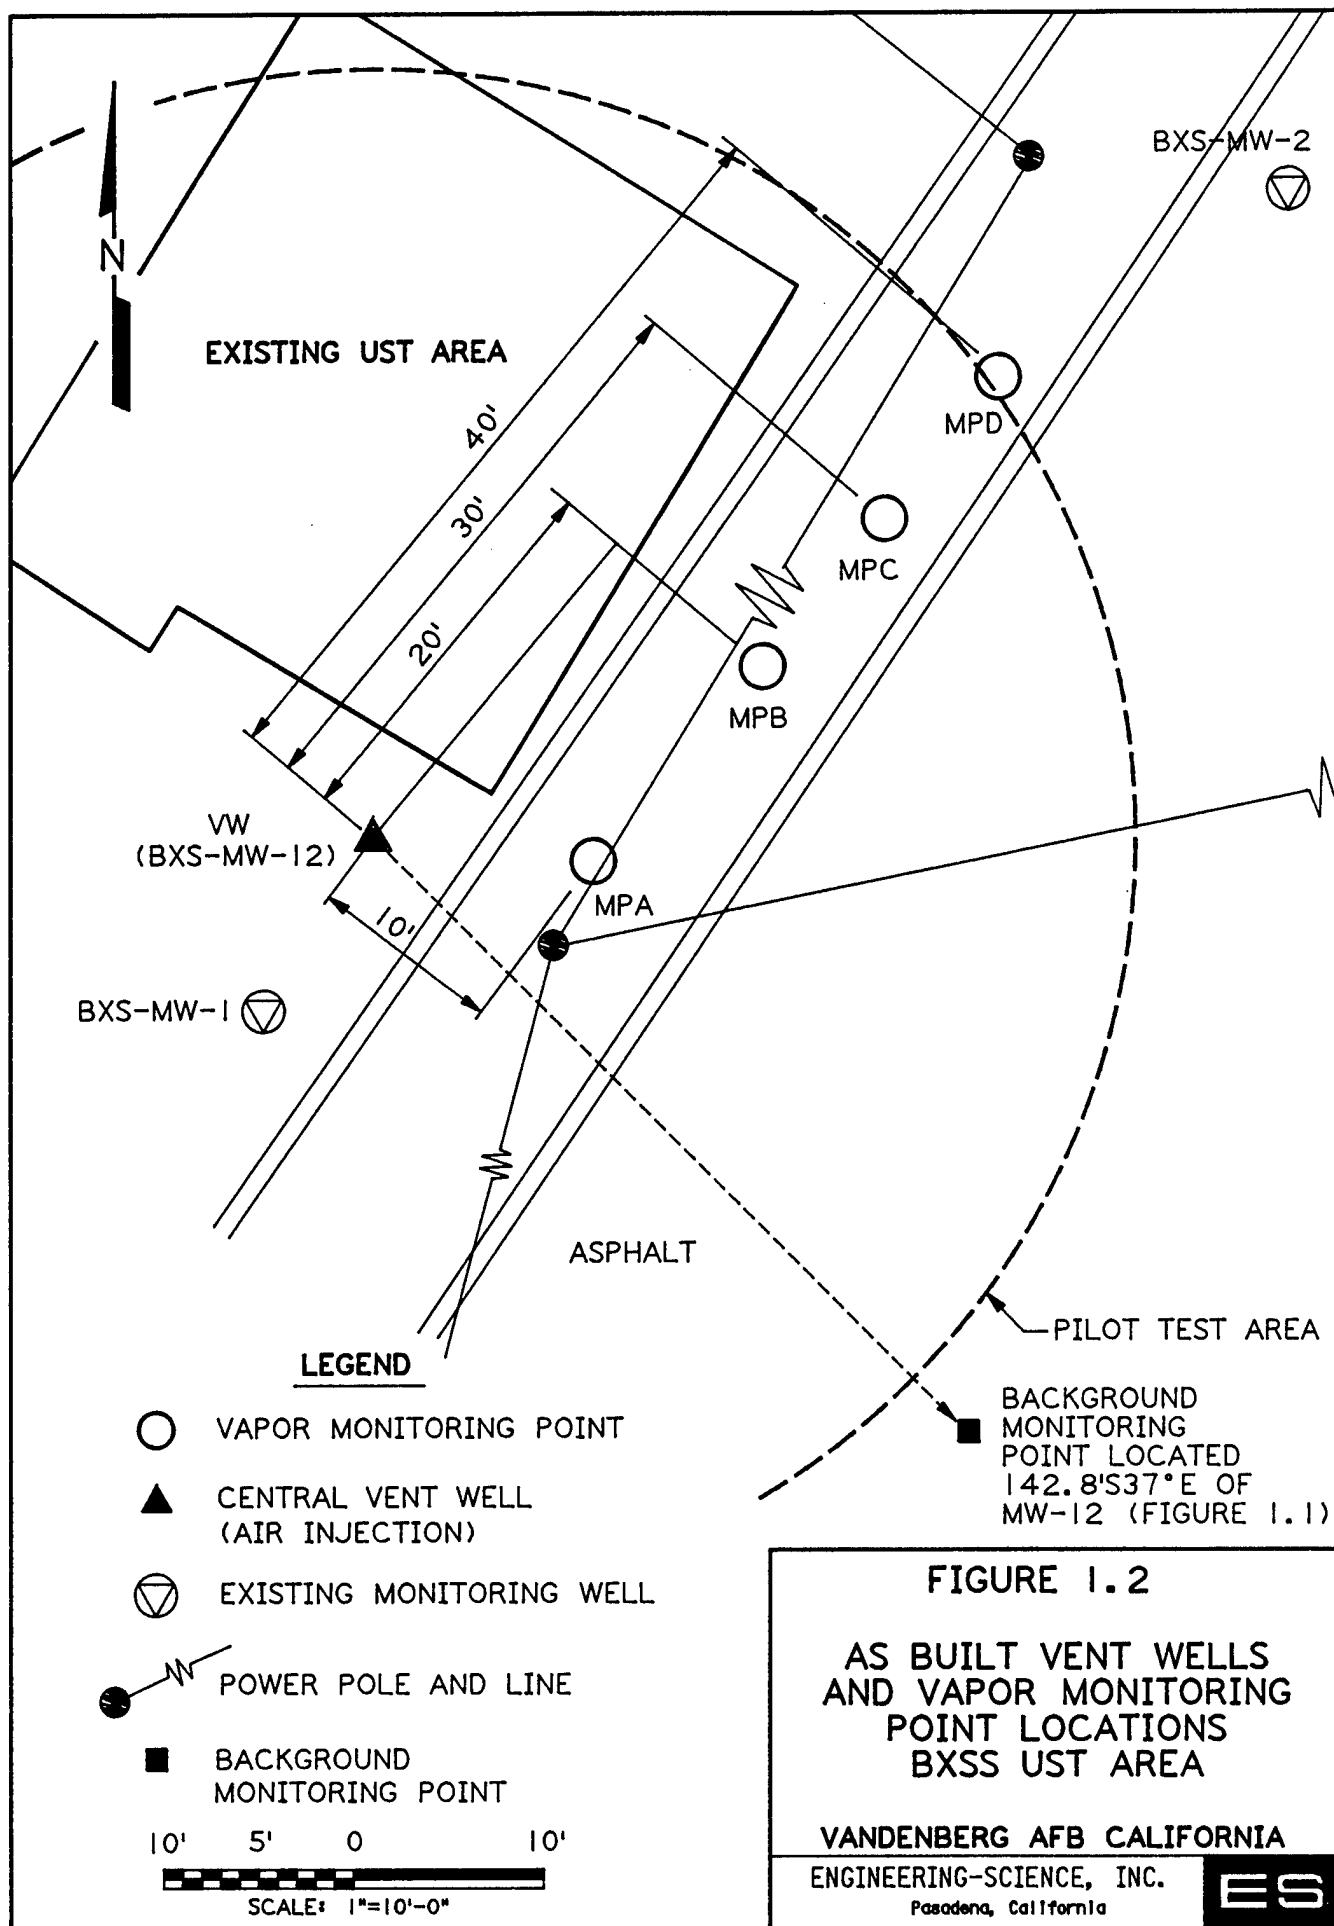 BXS-MW-2
N
EXISTING UST AREA
40'
30'
20'
MPD
MPC
MPB
VW
(BXS-MW-12)
MPA
10'
BXS-MW-1
ASPHALT
PILOT TEST AREA
BACKGROUND
MONITORING
POINT LOCATED
142.8'S37°E OF
MW-12 (FIGURE 1.1)
LEGEND
VAPOR MONITORING POINT
CENTRAL VENT WELL
(AIR INJECTION)
EXISTING MONITORING WELL
POWER POLE AND LINE
BACKGROUND
MONITORING POINT
10' 5' 0 10'
SCALE: 1"=10'-0"
FIGURE 1.2
AS BUILT VENT WELLS
AND VAPOR MONITORING
POINT LOCATIONS
BXSS UST AREA
VANDENBERG AFB CALIFORNIA
ENGINEERING-SCIENCE, INC.
Pasadena, California
ES